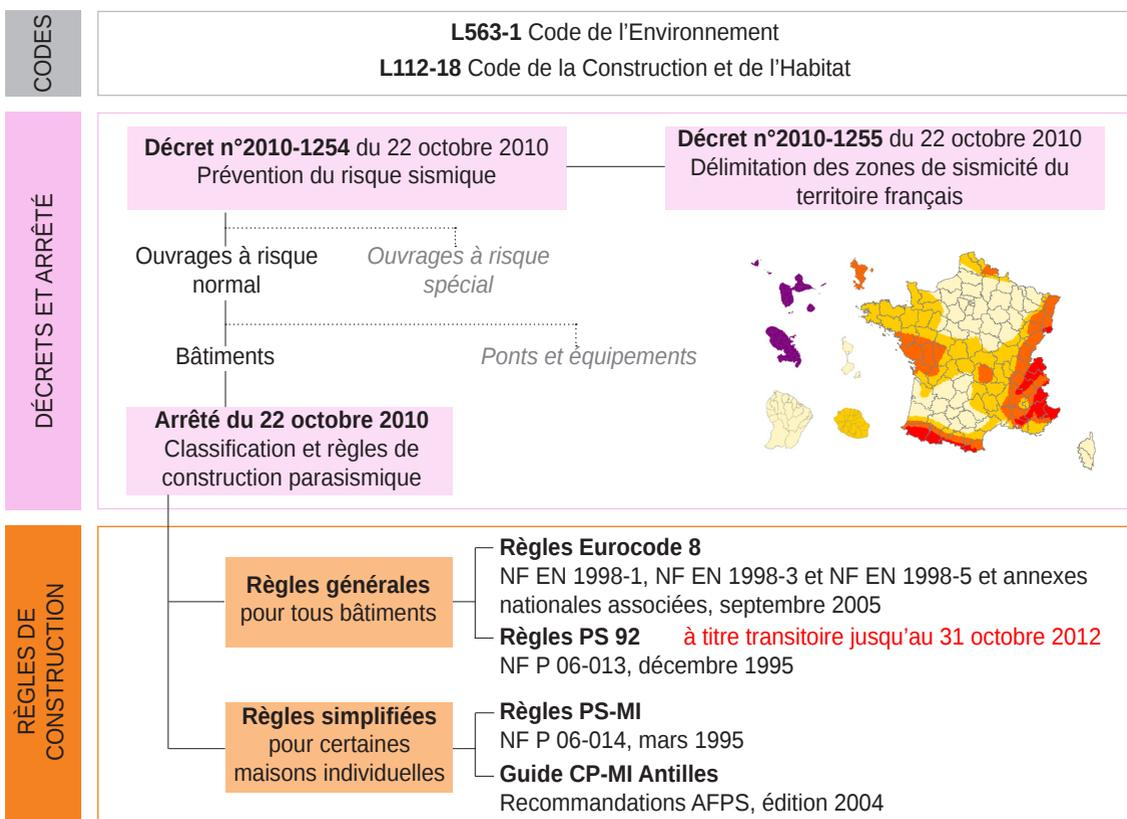 CODES
L563-1 Code de l’Environnement
L112-18 Code de la Construction et de l’Habitat
DÉCRETS ET ARRÊTÉ
Décret n°2010-1254 du 22 octobre 2010
Prévention du risque sismique
Décret n°2010-1255 du 22 octobre 2010
Délimitation des zones de sismicité du
territoire français
Ouvrages à risque
normal
Ouvrages à risque
spécial
Bâtiments
Ponts et équipements
Arrêté du 22 octobre 2010
Classification et règles de
construction parasismique
RÈGLES DE
CONSTRUCTION
Règles générales
pour tous bâtiments
Règles Eurocode 8
NF EN 1998-1, NF EN 1998-3 et NF EN 1998-5 et annexes
nationales associées, septembre 2005
Règles PS 92 à titre transitoire jusqu’au 31 octobre 2012
NF P 06-013, décembre 1995
Règles simplifiées
pour certaines
maisons individuelles
Règles PS-MI
NF P 06-014, mars 1995
Guide CP-MI Antilles
Recommandations AFPS, édition 2004